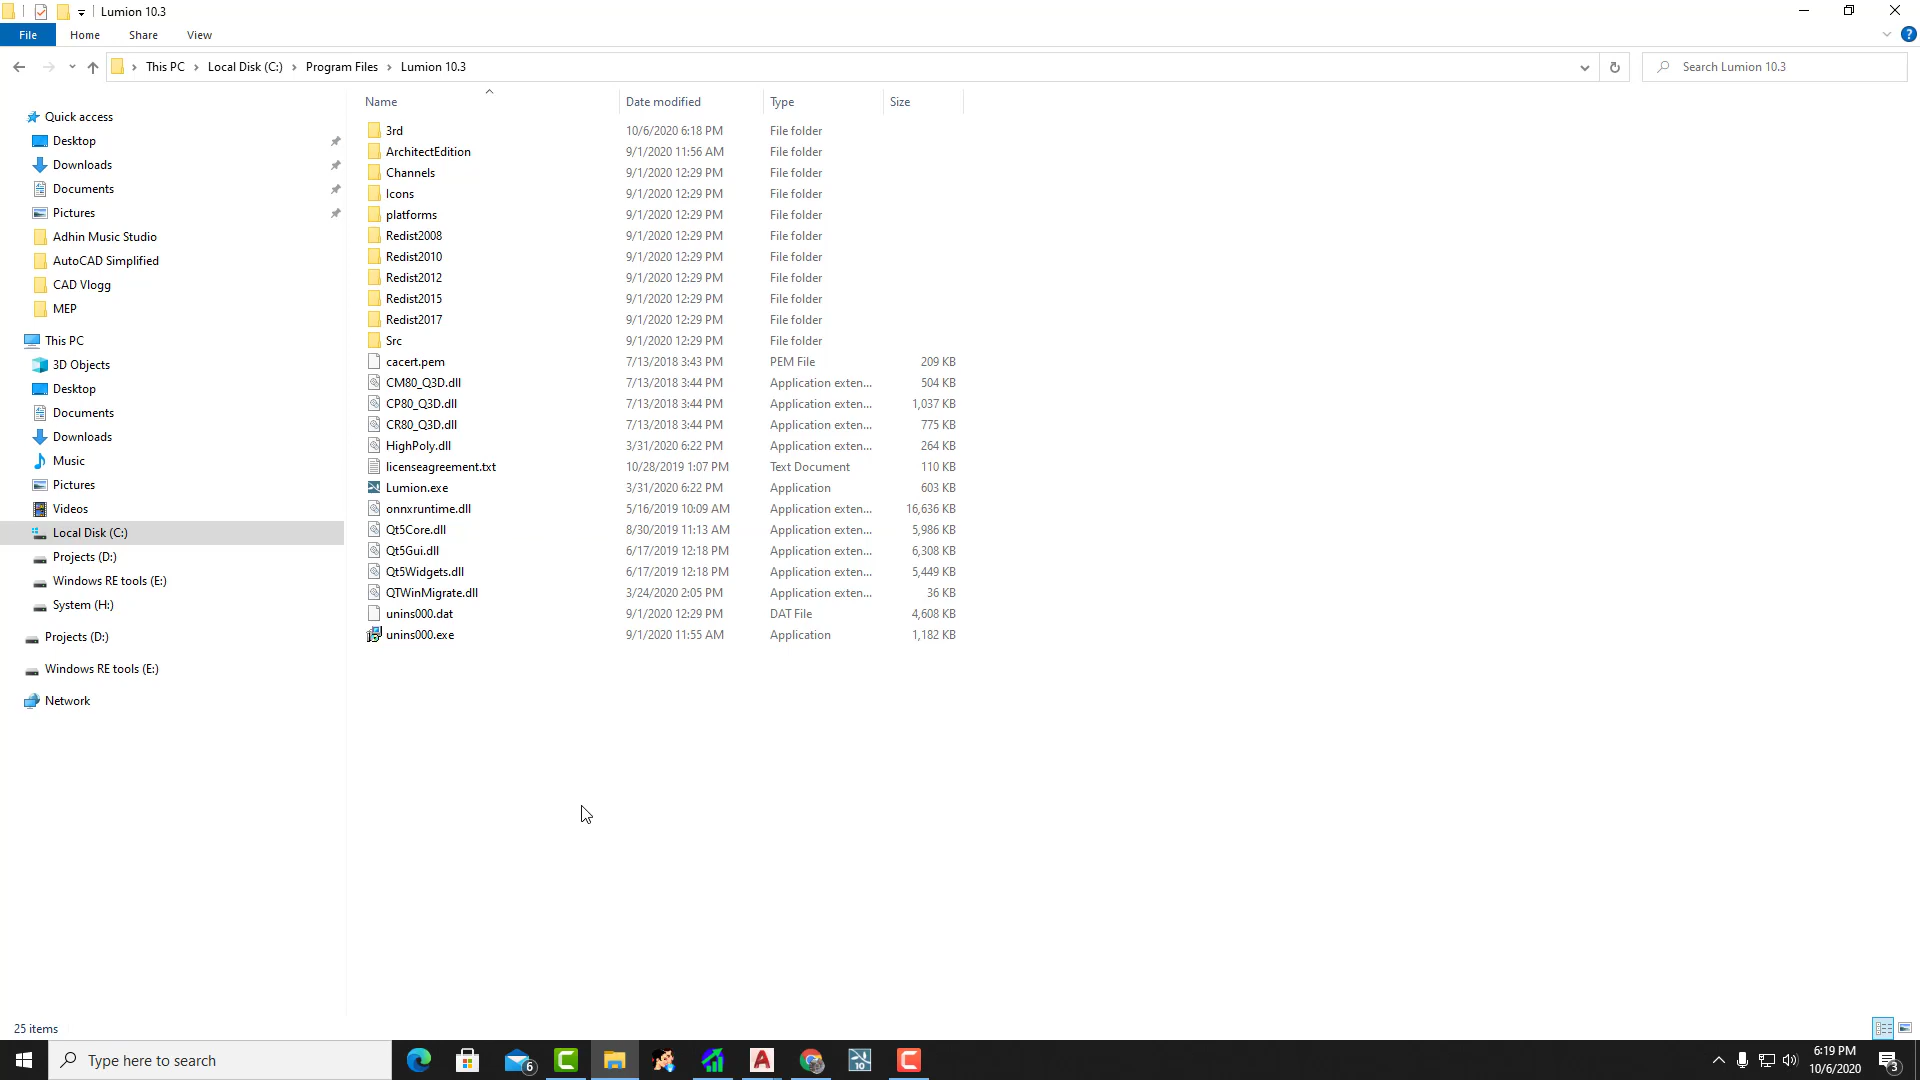 Lumion 10.3
File Home Share View
This PC Local Disk (C:) Program Files Lumion 10.3
Search Lumion 10.3
Quick access
Desktop
Downloads
Documents
Pictures
Adhin Music Studio
AutoCAD Simplified
CAD Vlogg
MEP
This PC
3D Objects
Desktop
Documents
Downloads
Music
Pictures
Videos
Local Disk (C:)
Projects (D:)
Windows RE tools (E:)
System (H:)
Projects (D:)
Windows RE tools (E:)
Network
Name Date modified Type Size
3rd 10/6/2020 6:18 PM File folder
ArchitectEdition 9/1/2020 11:56 AM File folder
Channels 9/1/2020 12:29 PM File folder
Icons 9/1/2020 12:29 PM File folder
platforms 9/1/2020 12:29 PM File folder
Redist2008 9/1/2020 12:29 PM File folder
Redist2010 9/1/2020 12:29 PM File folder
Redist2012 9/1/2020 12:29 PM File folder
Redist2015 9/1/2020 12:29 PM File folder
Redist2017 9/1/2020 12:29 PM File folder
Src 9/1/2020 12:29 PM File folder
cacert.pem 7/13/2018 3:43 PM PEM File 209 KB
CM80_Q3D.dll 7/13/2018 3:44 PM Application exten... 504 KB
CP80_Q3D.dll 7/13/2018 3:44 PM Application exten... 1,037 KB
CR80_Q3D.dll 7/13/2018 3:44 PM Application exten... 775 KB
HighPoly.dll 3/31/2020 6:22 PM Application exten... 264 KB
licenseagreement.txt 10/28/2019 1:07 PM Text Document 110 KB
Lumion.exe 3/31/2020 6:22 PM Application 603 KB
onnxruntime.dll 5/16/2019 10:09 AM Application exten... 16,636 KB
Qt5Core.dll 8/30/2019 11:13 AM Application exten... 5,986 KB
Qt5Gui.dll 6/17/2019 12:18 PM Application exten... 6,308 KB
Qt5Widgets.dll 6/17/2019 12:18 PM Application exten... 5,449 KB
QTWinMigrate.dll 3/24/2020 2:05 PM Application exten... 36 KB
unins000.dat 9/1/2020 12:29 PM DAT File 4,608 KB
unins000.exe 9/1/2020 11:55 AM Application 1,182 KB
25 items
Type here to search
6
10
6:19 PM
10/6/2020
3